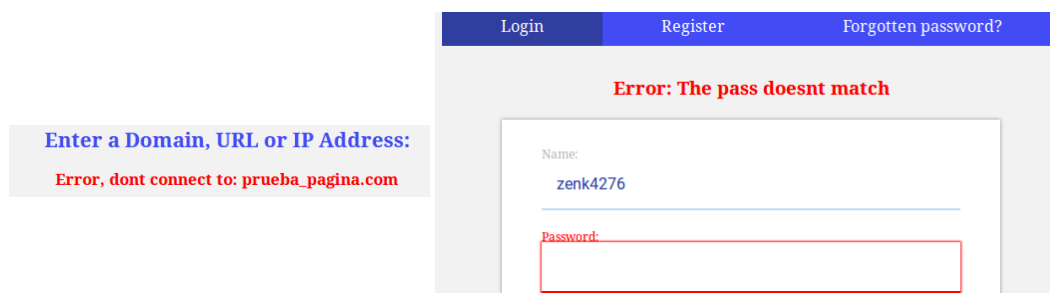 Enter a Domain, URL or IP Address:
Error, dont connect to: prueba_pagina.com
Login Register Forgotten password?
Error: The pass doesnt match
Name:
zenk4276
Password: